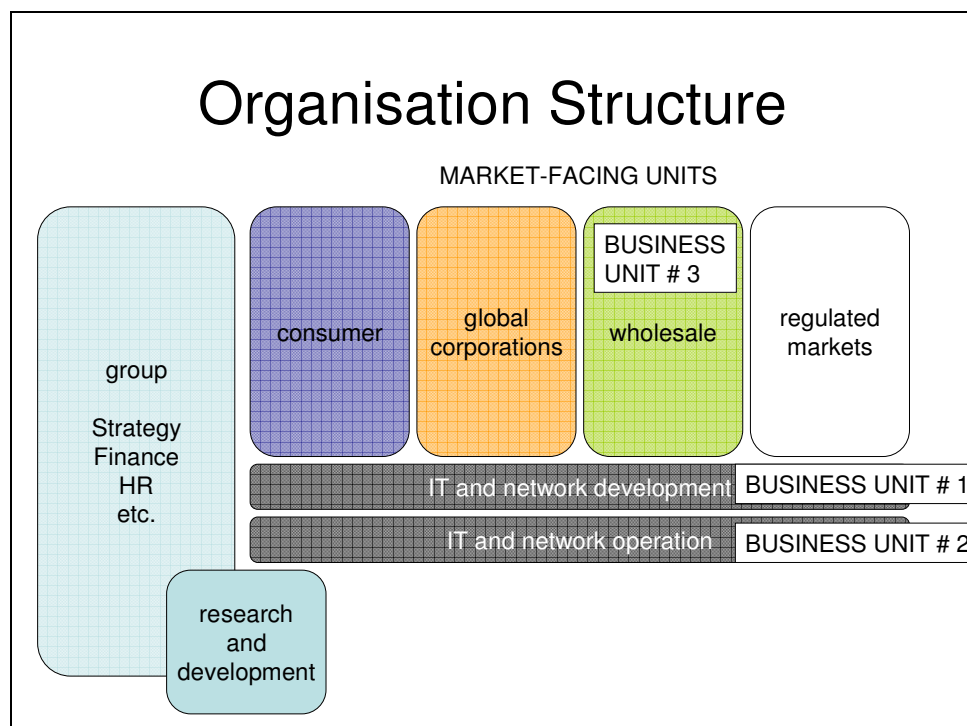 Organisation Structure
MARKET-FACING UNITS
group
Strategy
Finance
HR
etc.
consumer
global
corporations
BUSINESS
UNIT # 3
wholesale
regulated
markets
IT and network development
BUSINESS UNIT # 1
IT and network operation
BUSINESS UNIT # 2
research
and
development